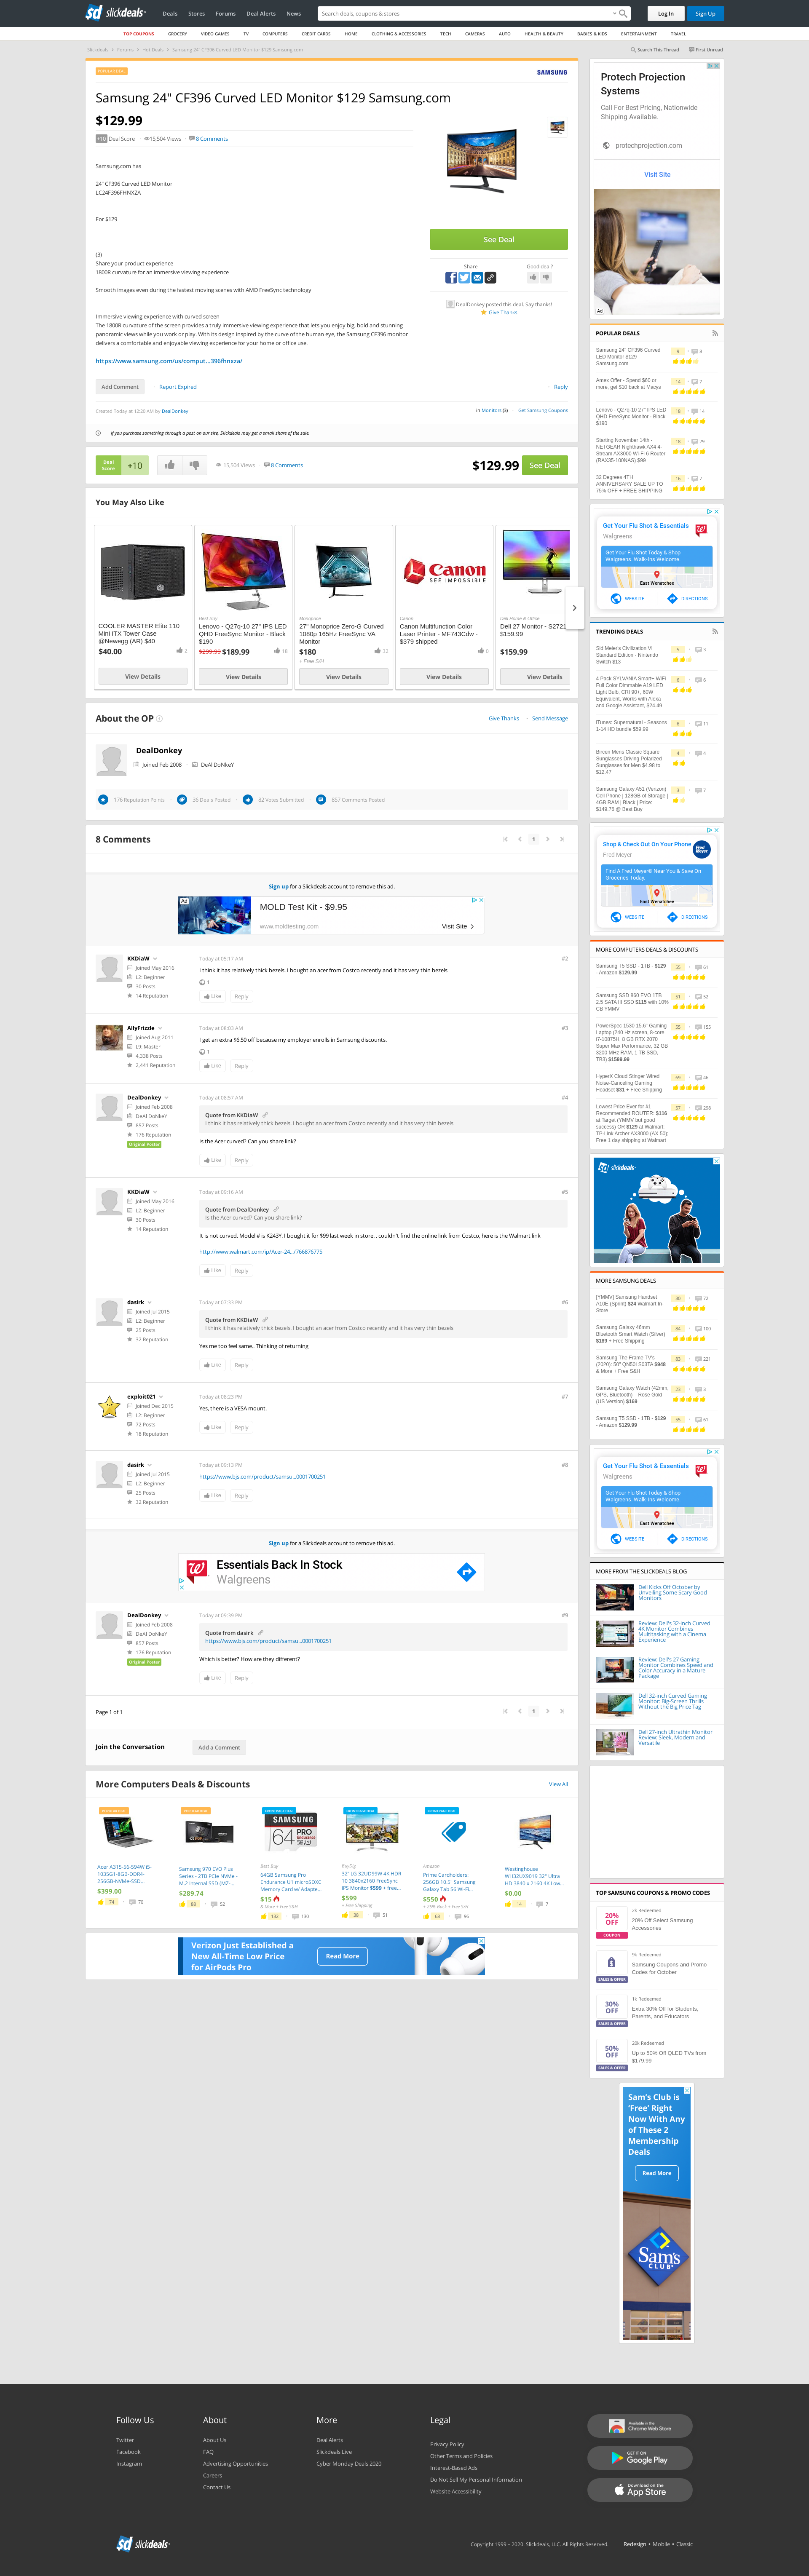 slickdeals
Deals
Stores
Forums
Deal Alerts
News
Search deals, coupons & stores
Log In
Sign Up
TOP COUPONS
GROCERY
VIDEO GAMES
TV
COMPUTERS
CREDIT CARDS
HOME
CLOTHING & ACCESSORIES
TECH
CAMERAS
AUTO
HEALTH & BEAUTY
BABIES & KIDS
ENTERTAINMENT
TRAVEL
Slickdeals > Forums > Hot Deals > Samsung 24" CF396 Curved LED Monitor $129 Samsung.com
Search This Thread
First Unread
POPULAR DEAL
SAMSUNG
Samsung 24" CF396 Curved LED Monitor $129 Samsung.com
$129.99
+10 Deal Score
15,504 Views
8 Comments
Samsung.com has
24" CF396 Curved LED Monitor
LC24F396FHNXZA
For $129
(3)
Share your product experience
1800R curvature for an immersive viewing experience
Smooth images even during the fastest moving scenes with AMD FreeSync technology
Immersive viewing experience with curved screen
The 1800R curvature of the screen provides a truly immersive viewing experience that lets you enjoy big, bold and stunning
panoramic views while you work or play. With its design inspired by the curve of the human eye, the Samsung CF396 monitor
delivers a comfortable and enjoyable viewing experience for your home or office use.
https://www.samsung.com/us/comput...396fhnxza/
See Deal
Share
Good deal?
DealDonkey posted this deal. Say thanks!
Give Thanks
Add Comment
Report Expired
Reply
Created Today at 12:20 AM by DealDonkey
in Monitors (3)
Get Samsung Coupons
If you purchase something through a post on our site, Slickdeals may get a small share of the sale.
Deal Score
+10
15,504 Views
8 Comments
$129.99
See Deal
You May Also Like
COOLER MASTER Elite 110
Mini ITX Tower Case
@Newegg (AR) $40
$40.00
2
View Details
Best Buy
Lenovo - Q27q-10 27" IPS LED
QHD FreeSync Monitor - Black
$190
$299.99 $189.99
18
View Details
Monoprice
27" Monoprice Zero-G Curved
1080p 165Hz FreeSync VA
Monitor
$180
32
+ Free S/H
View Details
Canon
SEE IMPOSSIBLE
Canon
Canon Multifunction Color
Laser Printer - MF743Cdw -
$379 shipped
0
View Details
Dell Home & Office
Dell 27 Monitor - S2721
$159.99
$159.99
View Details
About the OP
Give Thanks
Send Message
DealDonkey
Joined Feb 2008
DeAl DoNkeY
176 Reputation Points
38 Deals Posted
82 Votes Submitted
857 Comments Posted
8 Comments
1
Sign up for a Slickdeals account to remove this ad.
Ad
MOLD Test Kit - $9.95
www.moldtesting.com
Visit Site
KKDiaW
Joined May 2016
L2: Beginner
30 Posts
14 Reputation
Today at 05:17 AM
#2
I think it has relatively thick bezels. I bought an acer from Costco recently and it has very thin bezels
1
Like
Reply
AllyFrizzle
Joined Aug 2011
L9: Master
4,338 Posts
2,441 Reputation
Today at 08:03 AM
#3
I get an extra $6.50 off because my employer enrolls in Samsung discounts.
1
Like
Reply
DealDonkey
Joined Feb 2008
DeAl DoNkeY
857 Posts
176 Reputation
Original Poster
Today at 08:57 AM
#4
Quote from KKDiaW
I think it has relatively thick bezels. I bought an acer from Costco recently and it has very thin bezels
Is the Acer curved? Can you share link?
Like
Reply
KKDiaW
Joined May 2016
L2: Beginner
30 Posts
14 Reputation
Today at 09:10 AM
#5
Quote from DealDonkey
Is the Acer curved? Can you share link?
It is not curved. Model # is K243Y. I bought it for $99 last week in store. . couldn't find the online link from Costco, here is the Walmart link
http://www.walmart.com/ip/Acer-24.../766876775
Like
Reply
dasirk
Joined Jul 2015
L2: Beginner
25 Posts
32 Reputation
Today at 07:33 PM
#6
Quote from KKDiaW
I think it has relatively thick bezels. I bought an acer from Costco recently and it has very thin bezels
Yes me too feel same.. Thinking of returning
Like
Reply
exploit021
Joined Dec 2015
L2: Beginner
72 Posts
18 Reputation
Today at 08:23 PM
#7
Yes, there is a VESA mount.
Like
Reply
dasirk
Joined Jul 2015
L2: Beginner
25 Posts
32 Reputation
Today at 09:13 PM
#8
https://www.bjs.com/product/samsu...0001700251
Like
Reply
Sign up for a Slickdeals account to remove this ad.
Essentials Back In Stock
Walgreens
DealDonkey
Joined Feb 2008
DeAl DoNkeY
857 Posts
176 Reputation
Original Poster
Today at 09:39 PM
#9
Quote from dasirk
https://www.bjs.com/product/samsu...0001700251
Which is better? How are they different?
Like
Reply
Page 1 of 1
1
Join the Conversation
Add a Comment
More Computers Deals & Discounts
View All
POPULAR DEAL
Acer A315-56-594W i5-
1035G1-8GB-DDR4-
256GB-NVMe-SSD...
$399.00
74
70
POPULAR DEAL
Samsung 970 EVO Plus
Series - 2TB PCIe NVMe -
M.2 Internal SSD (MZ-...
$289.74
88
52
FRONTPAGE DEAL
SAMSUNG
64GB
PRO Endurance
Best Buy
64GB Samsung Pro
Endurance U1 microSDXC
Memory Card w/ Adapte...
$15
& More + Free S&H
132
130
FRONTPAGE DEAL
BuyDig
32" LG 32UD99W 4K HDR
10 3840x2160 FreeSync
IPS Monitor $599 + free...
$599
+ Free Shipping
38
51
FRONTPAGE DEAL
Amazon
Prime Cardholders:
256GB 10.5" Samsung
Galaxy Tab S6 Wi-Fi...
$550
+ 25% Back + Free S/H
68
96
Westinghouse
WH32UX9019 32" Ultra
HD 3840 x 2160 4K Low...
$0.00
14
7
Verizon Just Established a
New All-Time Low Price
for AirPods Pro
Read More
Protech Projection
Systems
Call For Best Pricing, Nationwide
Shipping Available.
protechprojection.com
Visit Site
Ad
POPULAR DEALS
Samsung 24" CF396 Curved
LED Monitor $129
Samsung.com
9
8
Amex Offer - Spend $60 or
more, get $10 back at Macys
14
7
Lenovo - Q27q-10 27" IPS LED
QHD FreeSync Monitor - Black
$190
18
14
Starting November 14th -
NETGEAR Nighthawk AX4 4-
Stream AX3000 Wi-Fi 6 Router
(RAX35-100NAS) $99
18
29
32 Degrees 4TH
ANNIVERSARY SALE UP TO
75% OFF + FREE SHIPPING
16
7
Get Your Flu Shot & Essentials
Walgreens
Get Your Flu Shot Today & Shop
Walgreens. Walk-Ins Welcome.
East Wenatchee
WEBSITE
DIRECTIONS
TRENDING DEALS
Sid Meier's Civilization VI
Standard Edition - Nintendo
Switch $13
5
3
4 Pack SYLVANIA Smart+ WiFi
Full Color Dimmable A19 LED
Light Bulb, CRI 90+, 60W
Equivalent, Works with Alexa
and Google Assistant. $24.49
6
6
iTunes: Supernatural - Seasons
1-14 HD bundle $59.99
6
11
Bircen Mens Classic Square
Sunglasses Driving Polarized
Sunglasses for Men $4.98 to
$12.47
4
4
Samsung Galaxy A51 (Verizon)
Cell Phone | 128GB of Storage |
4GB RAM | Black | Price:
$149.76 @ Best Buy
3
7
Shop & Check Out On Your Phone
Fred Meyer
Find A Fred Meyer® Near You & Save On
Groceries Today
East Wenatchee
WEBSITE
DIRECTIONS
MORE COMPUTERS DEALS & DISCOUNTS
Samsung T5 SSD - 1TB - $129
- Amazon $129.99
55
61
Samsung SSD 860 EVO 1TB
2.5 SATA III SSD $115 with 10%
CB YMMV
51
52
PowerSpec 1530 15.6" Gaming
Laptop (240 Hz screen, 8-core
i7-10875H, 8 GB RTX 2070
Super Max Performance, 32 GB
3200 MHz RAM, 1 TB SSD,
TB3) $1599.99
55
155
HyperX Cloud Stinger Wired
Noise-Canceling Gaming
Headset $31 + Free Shipping
69
46
Lowest Price Ever for #1
Recommended ROUTER: $116
at Target (YMMV but good
success) OR $129 at Walmart.
TP-Link Archer AX3000 (AX 50);
Free 1 day shipping at Walmart
57
298
slickdeals
MORE SAMSUNG DEALS
[YMMV] Samsung Handset
A10E (Sprint) $24 Walmart In-
Store
30
72
Samsung Galaxy 46mm
Bluetooth Smart Watch (Silver)
$189 + Free Shipping
84
100
Samsung The Frame TV's
(2020): 50" QN50LS03TA $948
& More + Free S&H
83
221
Samsung Galaxy Watch (42mm,
GPS, Bluetooth) – Rose Gold
(US Version) $169
23
3
Samsung T5 SSD - 1TB - $129
- Amazon $129.99
55
61
Get Your Flu Shot & Essentials
Walgreens
Get Your Flu Shot Today & Shop
Walgreens. Walk-Ins Welcome.
East Wenatchee
WEBSITE
DIRECTIONS
MORE FROM THE SLICKDEALS BLOG
Dell Kicks Off October by
Unveiling Some Scary Good
Monitors
Review: Dell's 32-inch Curved
4K Monitor Combines
Multitasking with a Cinema
Experience
Review: Dell's 27 Gaming
Monitor Combines Speed and
Color Accuracy in a Mature
Package
Dell 32-inch Curved Gaming
Monitor: Big-Screen Thrills
Without the Big Price Tag
Dell 27-inch Ultrathin Monitor
Review: Sleek, Modern and
Versatile
TOP SAMSUNG COUPONS & PROMO CODES
20% OFF
COUPON
2k Redeemed
20% Off Select Samsung
Accessories
SALES & OFFER
9k Redeemed
Samsung Coupons and Promo
Codes for October
30% OFF
SALES & OFFER
1k Redeemed
Extra 30% Off for Students,
Parents, and Educators
50% OFF
SALES & OFFER
20k Redeemed
Up to 50% Off QLED TVs from
$179.99
Sam's Club is
'Free' Right
Now With Any
of These 2
Membership
Deals
Read More
Sam's
CLUB
Follow Us
Twitter
Facebook
Instagram
About
About Us
FAQ
Advertising Opportunities
Careers
Contact Us
More
Deal Alerts
Slickdeals Live
Cyber Monday Deals 2020
Legal
Privacy Policy
Other Terms and Policies
Interest-Based Ads
Do Not Sell My Personal Information
Website Accessibility
Available in the
Chrome Web Store
GET IT ON
Google Play
Download on the
App Store
slickdeals
Copyright 1999 - 2020. Slickdeals, LLC. All Rights Reserved.
Redesign • Mobile • Classic